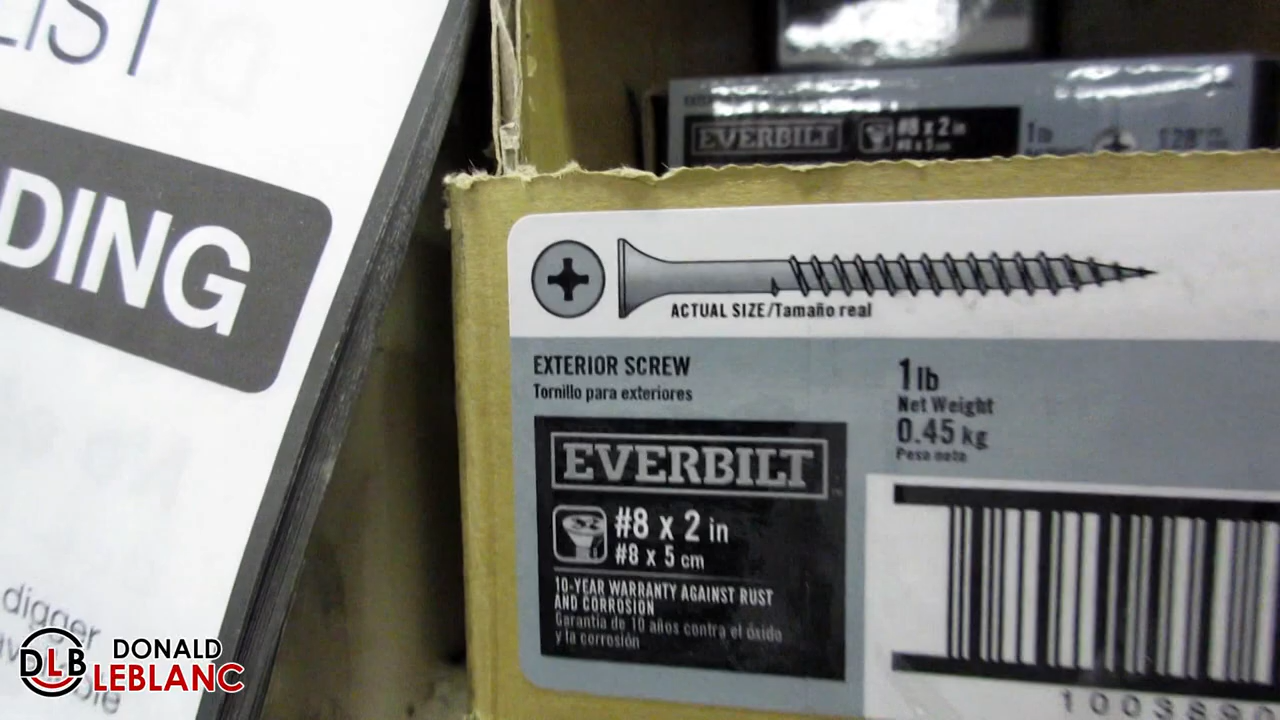 LIST
DING
digger
DLB DONALD
LEBLANC
EVERBILT #8 x 2 in
#8 x 5 cm
1 lb
ACTUAL SIZE/Tamaño real
EXTERIOR SCREW
Tornillo para exteriores
1 lb
Net Weight
0.45 kg
Peso neto
EVERBILT
#8 x 2 in
#8 x 5 cm
10-YEAR WARRANTY AGAINST RUST
AND CORROSION
Garantía de 10 años contra el óxido
y la corrosión
1003890